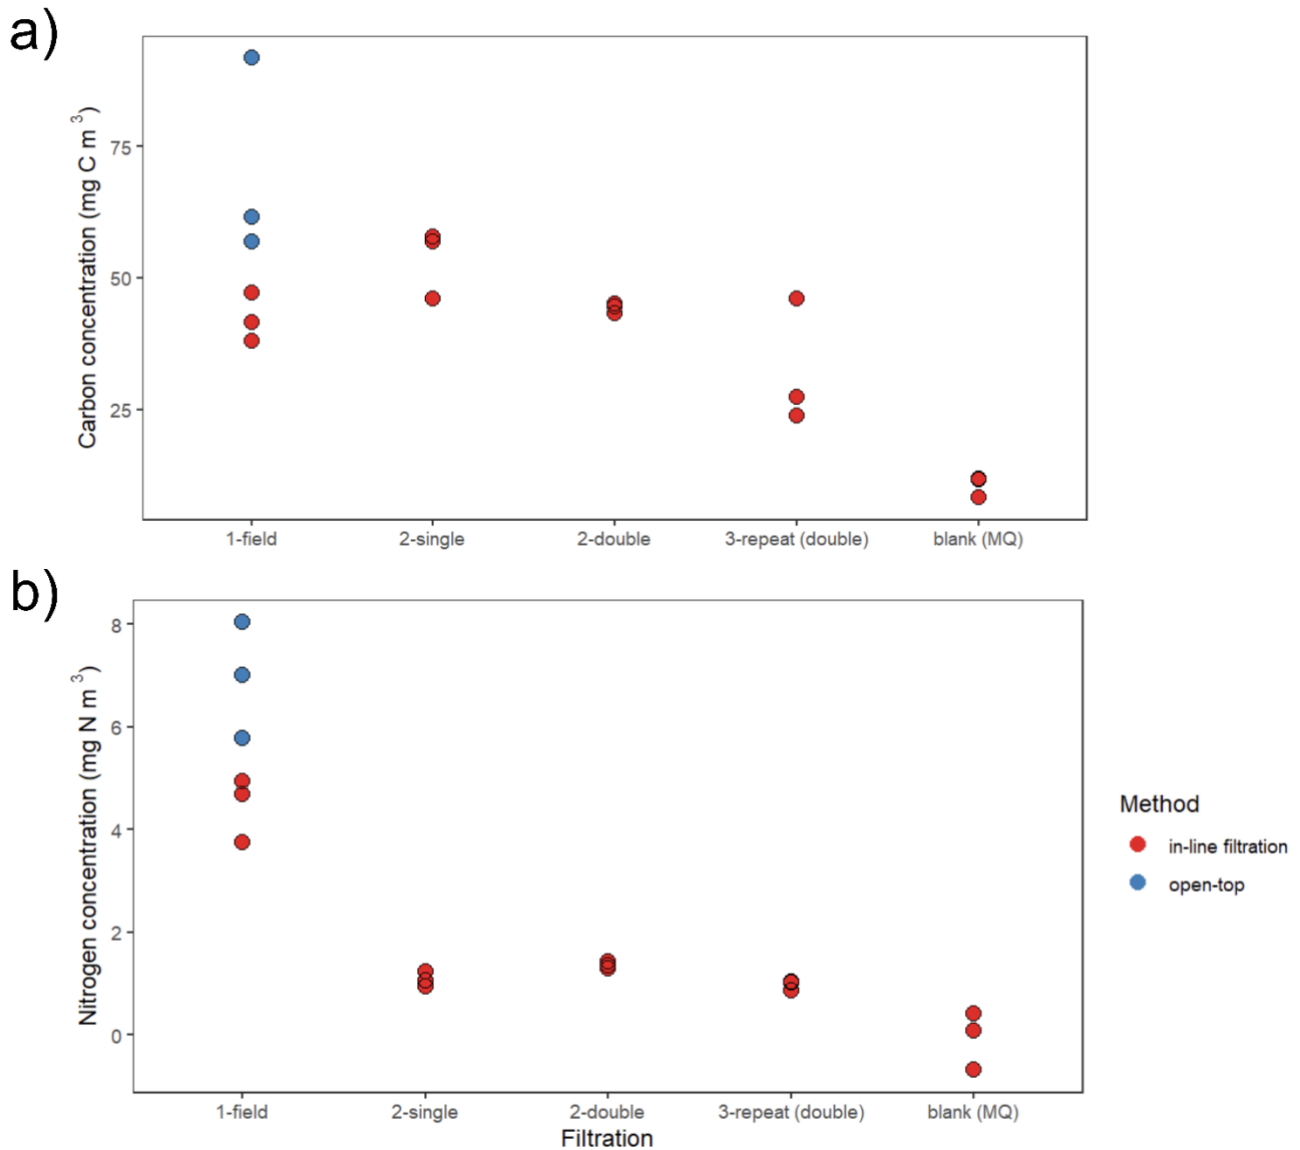 a)
Carbon concentration (mg C m 3)
75
50
25
1-field 2-single 2-double 3-repeat (double) blank (MQ)
b)
Nitrogen concentration (mg N m 3)
8
6
4
2
0
1-field 2-single 2-double 3-repeat (double) blank (MQ)
Filtration
Method
in-line filtration
open-top